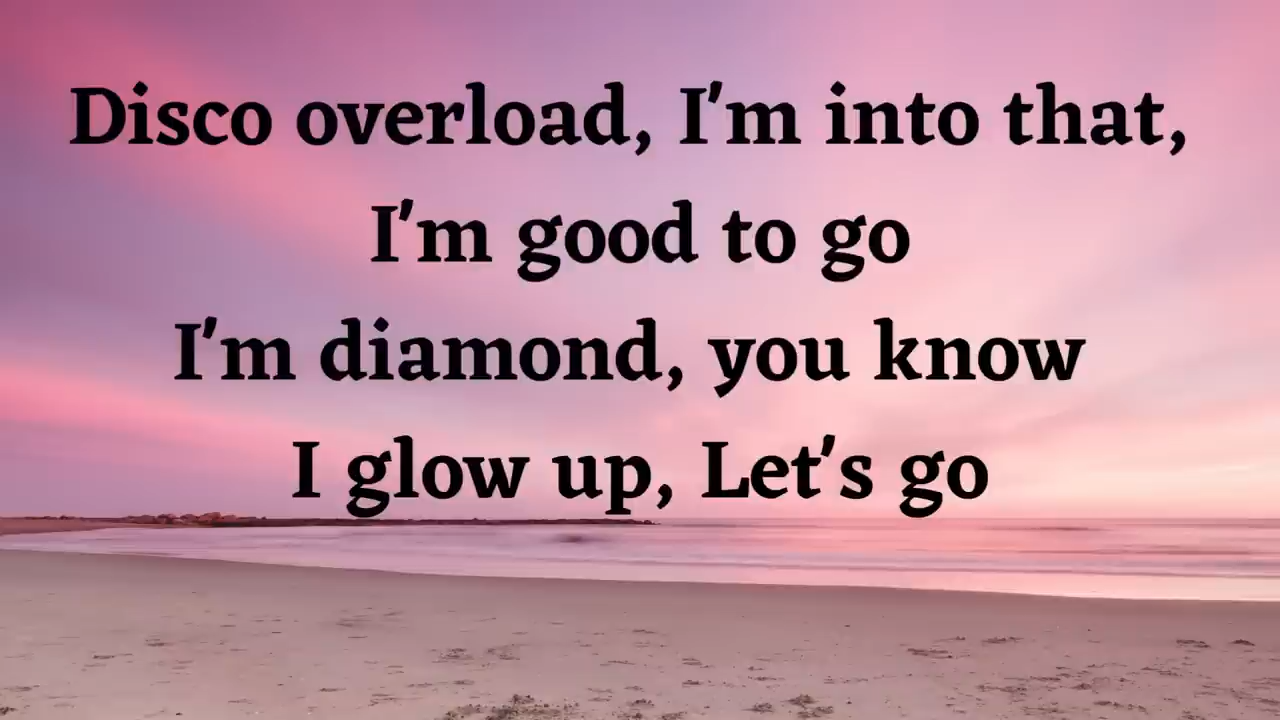 Disco overload, I'm into that,
I'm good to go
I'm diamond, you know
I glow up, Let's go